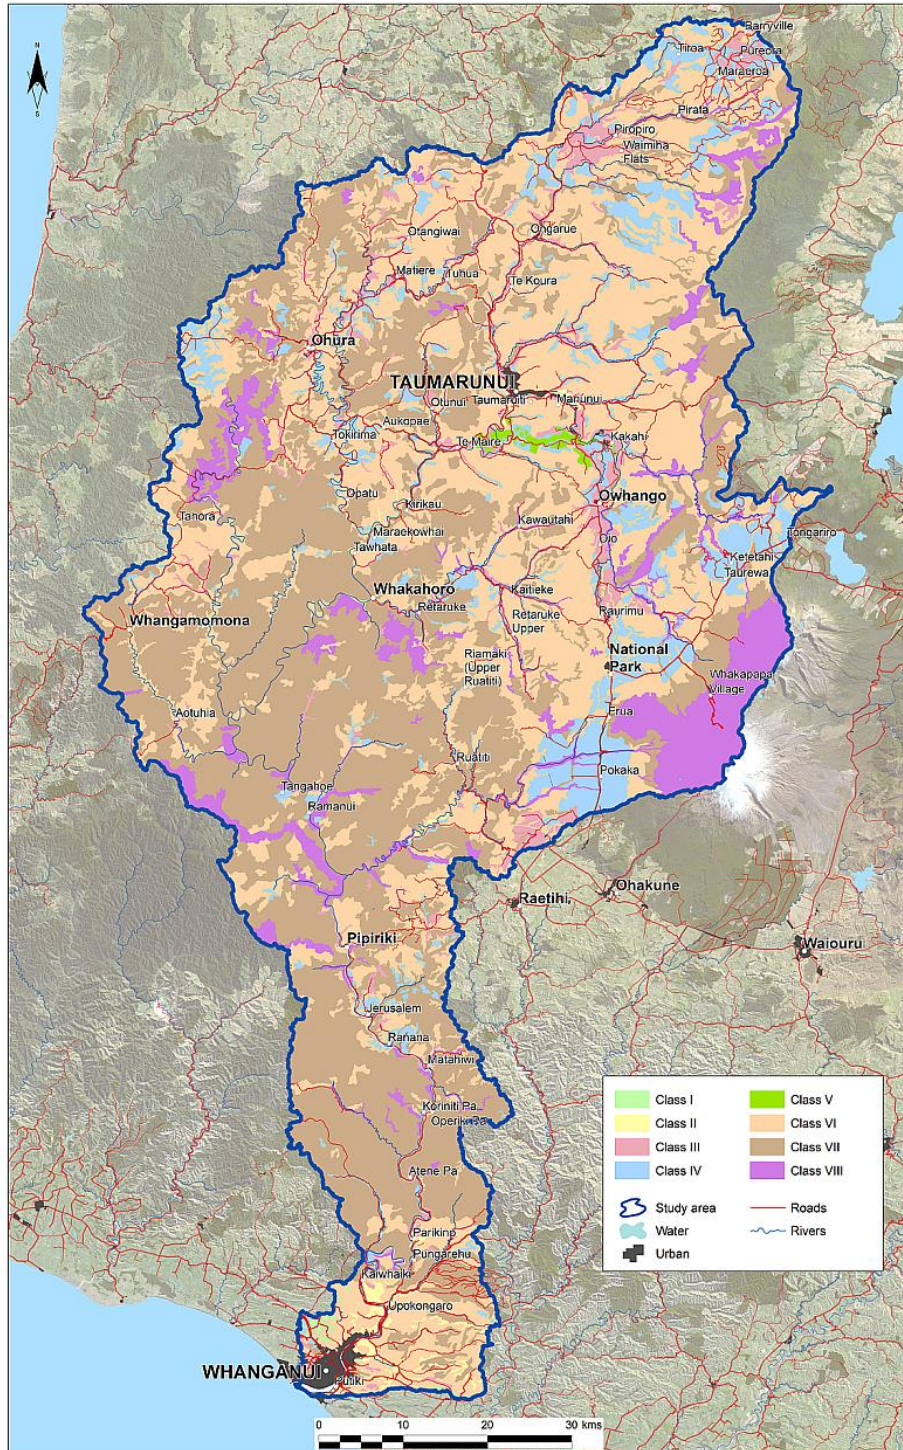 N
S
Barryville
Tiroa
Pureora
Maraeroa
Pirata
Piropiro
Waimiha
Flats
Otangiwai
Ongarue
Matiere
Tuhua
Te Koura
Ohura
TAUMARUNUI
Otunui
Taumaruiti
Manunui
Aukopae
Tokirima
Te Maire
Kakahi
Opatu
Kirikau
Owhango
Tahora
Maraekowhai
Kawautahi
Tawhata
Oio
Tongariro
Ketetahi
Taurewa
Whakahoro
Kaitieke
Retaruke
Retaruke
Upper
Raurimu
Whangamomona
Riamaki
(Upper
Ruatiti)
National
Park
Whakapapa
Village
Aotuhia
Erua
Ruatiti
Pokaka
Tangahoe
Ramanui
Ohakune
Raetihi
Waiouru
Pipiriki
Jerusalem
Ranana
Matahiwi
Koriniti Pa
Operiki Pa
Atene Pa
Parikino
Pungarehu
Kaiwhaiki
Upokongaro
WHANGANUI
Putiki
Class I
Class II
Class III
Class IV
Class V
Class VI
Class VII
Class VIII
Study area
Water
Urban
Roads
Rivers
0 10 20 30 kms